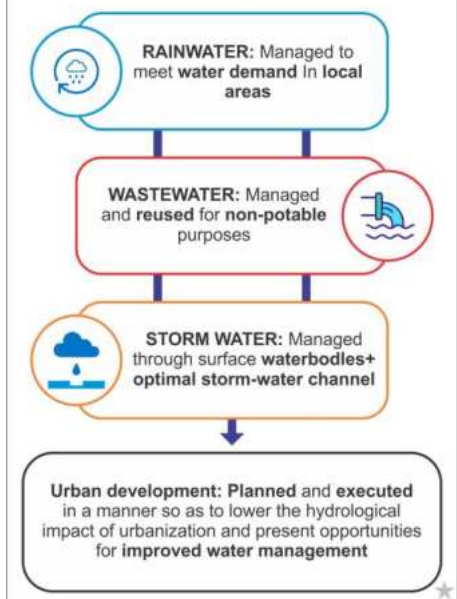 RAINWATER: Managed to
meet water demand In local
areas
WASTEWATER: Managed
and reused for non-potable
purposes
STORM WATER: Managed
through surface waterbodies+
optimal storm-water channel
Urban development: Planned and executed
in a manner so as to lower the hydrological
impact of urbanization and present opportunities
for improved water management